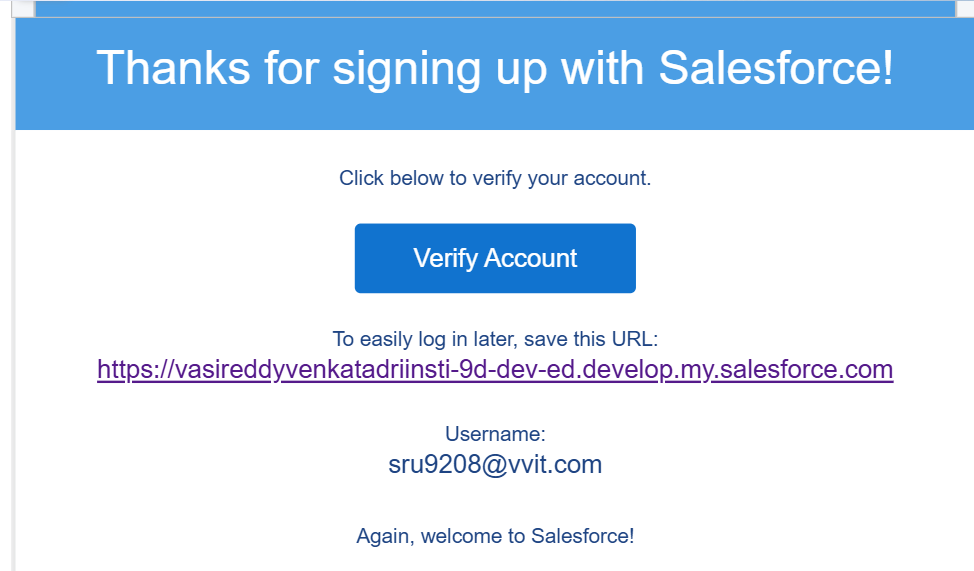 Thanks for signing up with Salesforce!
Click below to verify your account.
Verify Account
To easily log in later, save this URL:
https://vasireddyvenkatadriinsti-9d-dev-ed.develop.my.salesforce.com
Username:
sru9208@vvit.com
Again, welcome to Salesforce!